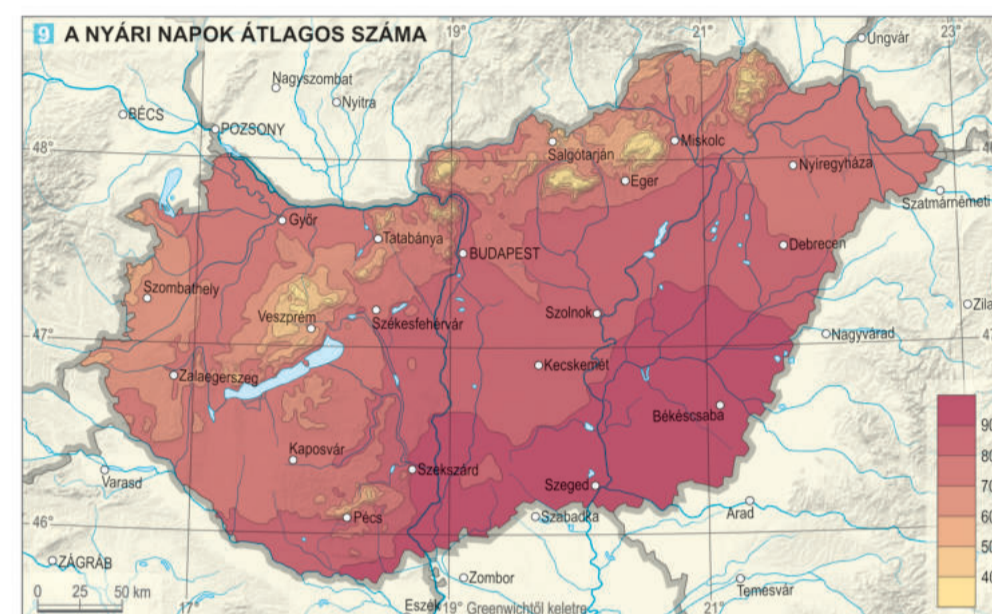 9 A NYÁRI NAPOK ÁTLAGOS SZÁMA
19°
21°
23°
Ungvár
Nagyszombat
Nyitra
BÉCS
POZSONY
48°
Salgótarján
Miskolc
Nyíregyháza
Eger
Szatmárnémeti
Győr
Tatabánya
BUDAPEST
Debrecen
Szombathely
Veszprém
Székesfehérvár
Szolnok
Zila
47°
47
Nagyvárad
Zalaegerszeg
Kecskemét
Békéscsaba
90
Kaposvár
Szekszárd
80
Varasd
Szeged
70
Pécs
Szabadka
Arad
46°
60
50
ZÁGRÁB
Zombor
Temesvár
40
0 25 50 km
17°
Eszék
19° Greenwichtől keletre
21°